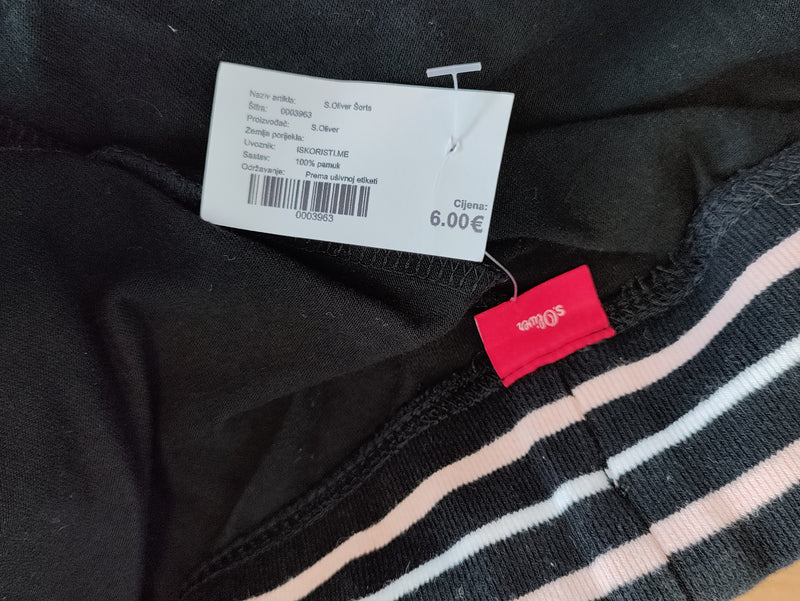 Naziv artikla: S.Oliver Šorts
Šifra: 0003963
Proizvođač: S.Oliver
Zemlja porijekla:
Uvoznik: ISKORISTI.ME
Sastav: 100% pamuk
Održavanje: Prema ušivnoj etiketi
0003963
Cijena:
6.00€
s.Oliver